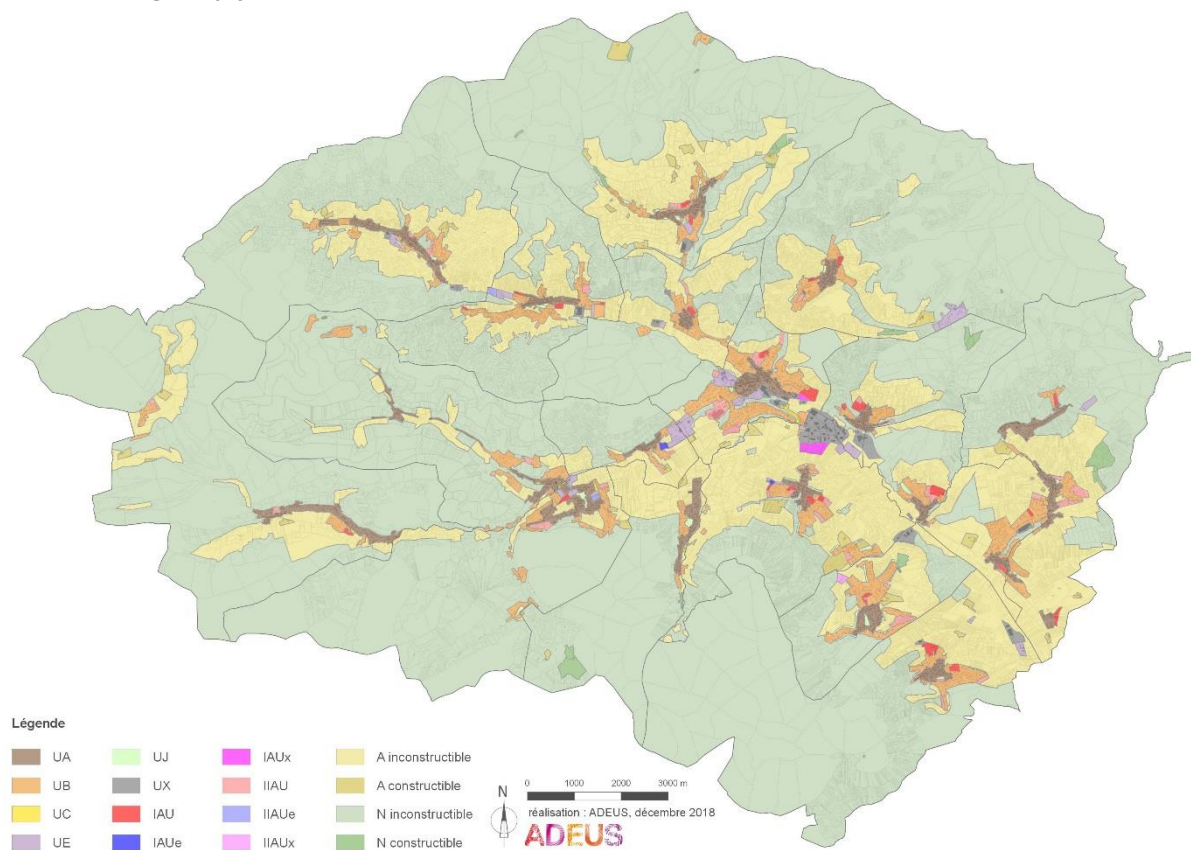 Légende
UA
UB
UC
UE
UJ
UX
IAU
IAUe
IAUx
IIAU
IIAUe
IIAUx
A inconstructible
A constructible
N inconstructible
N constructible
N
0 1000 2000 3000 m
réalisation : ADEUS, décembre 2018
ADEUS